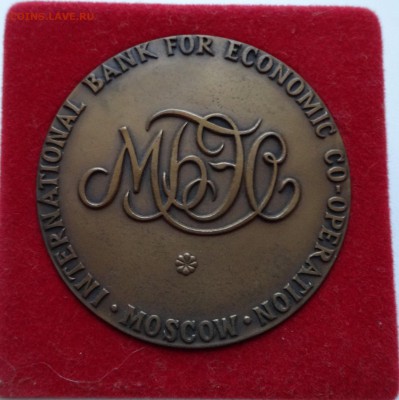 COINS.LAVE.RU
INTERNATIONAL BANK FOR ECONOMIC CO-OPERATION
МБЭС
· MOSCOW ·